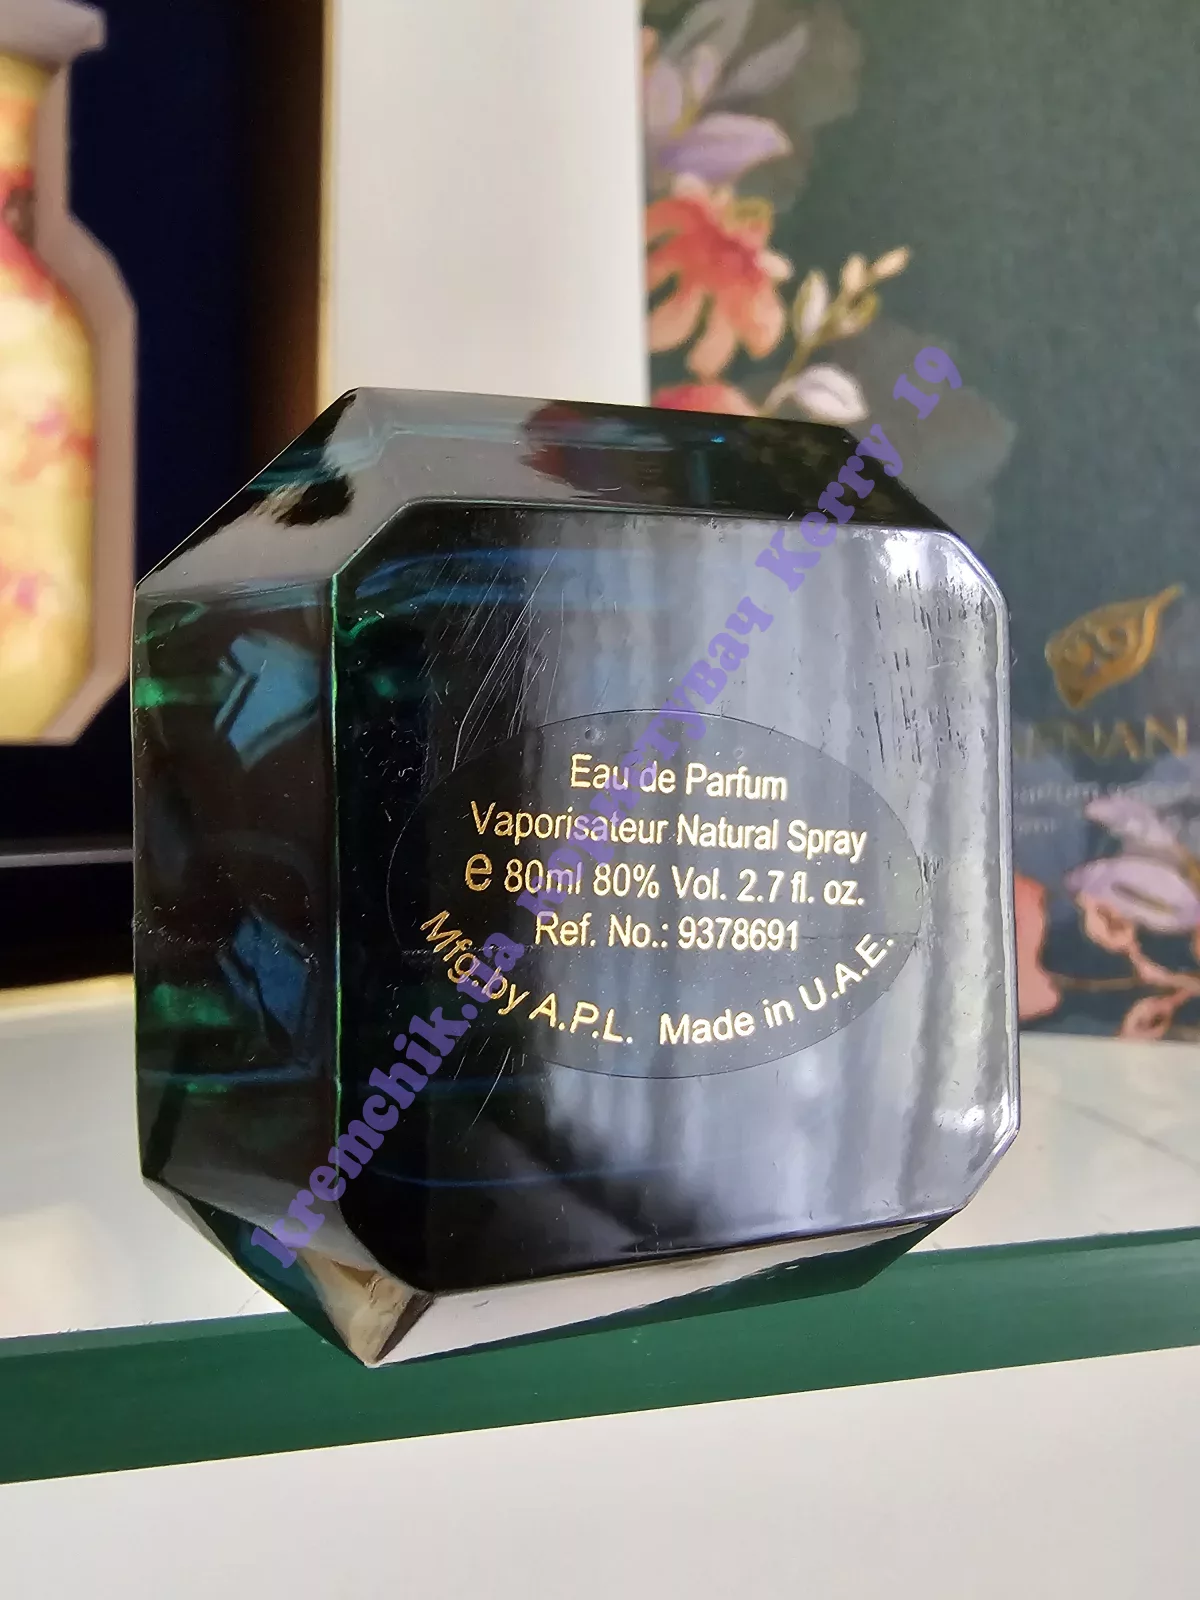 Eau de Parfum
Vaporisateur Natural Spray
e 80ml 80% Vol. 2.7 fl. oz.
Ref. No.: 9378691
Mfg.by A.P.L. Made in U.A.E.
kremchik.ua користувач Kerry 19